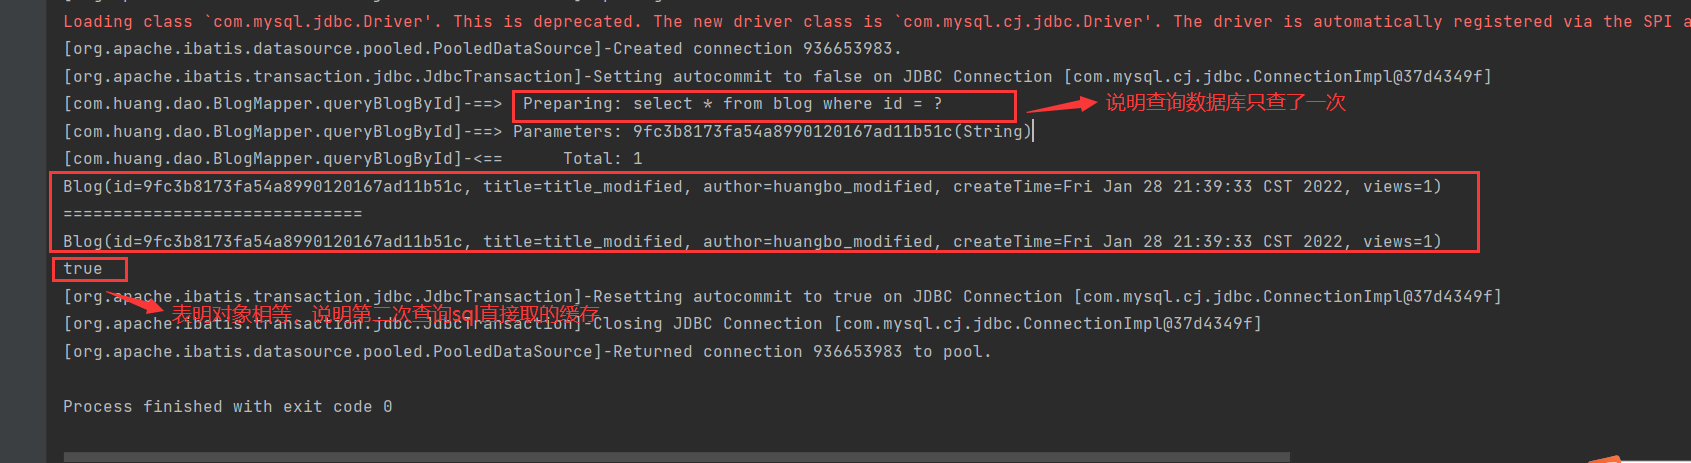 Loading class `com.mysql.jdbc.Driver'. This is deprecated. The new driver class is `com.mysql.cj.jdbc.Driver'. The driver is automatically registered via the SPI a
[org.apache.ibatis.datasource.pooled.PooledDataSource]-Created connection 936653983.
[org.apache.ibatis.transaction.jdbc.JdbcTransaction]-Setting autocommit to false on JDBC Connection [com.mysql.cj.jdbc.ConnectionImpl@37d4349f]
[com.huang.dao.BlogMapper.queryBlogById]-==>  Preparing: select * from blog where id = ?
说明查询数据库只查了一次
[com.huang.dao.BlogMapper.queryBlogById]-==> Parameters: 9fc3b8173fa54a8990120167ad11b51c(String)
[com.huang.dao.BlogMapper.queryBlogById]-<==      Total: 1
Blog(id=9fc3b8173fa54a8990120167ad11b51c, title=title_modified, author=huangbo_modified, createTime=Fri Jan 28 21:39:33 CST 2022, views=1)
==============================
Blog(id=9fc3b8173fa54a8990120167ad11b51c, title=title_modified, author=huangbo_modified, createTime=Fri Jan 28 21:39:33 CST 2022, views=1)
true
[org.apache.ibatis.transaction.jdbc.JdbcTransaction]-Resetting autocommit to true on JDBC Connection [com.mysql.cj.jdbc.ConnectionImpl@37d4349f]
表明对象相等，说明第二次查询sql直接取的缓存
[org.apache.ibatis.transaction.jdbc.JdbcTransaction]-Closing JDBC Connection [com.mysql.cj.jdbc.ConnectionImpl@37d4349f]
[org.apache.ibatis.datasource.pooled.PooledDataSource]-Returned connection 936653983 to pool.
Process finished with exit code 0